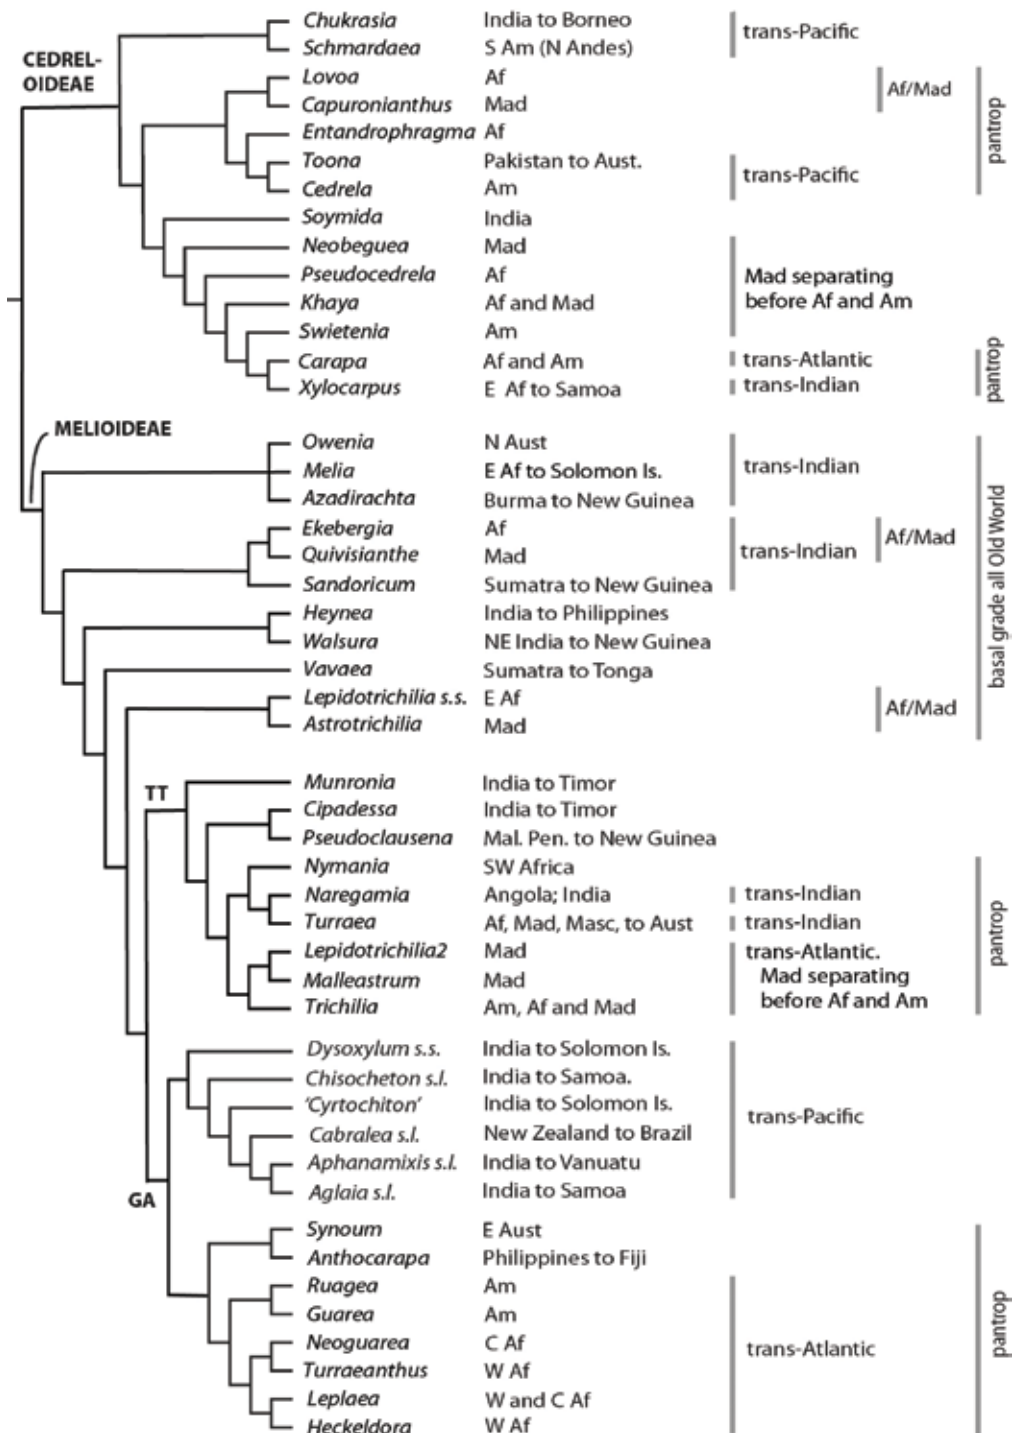 Chukrasia India to Borneo
trans-Pacific
Schmardaea S Am (N Andes)
CEDREL-
OIDEAE
Lovoa Af
Af/Mad
Capuronianthus Mad
pantrop
Entandrophragma Af
Toona Pakistan to Aust.
trans-Pacific
Cedrela Am
Soymida India
Neobeguea Mad
Pseudocedrela Af
Mad separating
before Af and Am
Khaya Af and Mad
Swietenia Am
Carapa Af and Am trans-Atlantic
pantrop
Xylocarpus E Af to Samoa trans-Indian
MELIOIDEAE
Owenia N Aust
Melia E Af to Solomon Is. trans-Indian
Azadirachta Burma to New Guinea
Ekebergia Af
Af/Mad
Quivisianthe Mad trans-Indian
Sandoricum Sumatra to New Guinea
basal grade all Old World
Heynea India to Philippines
Walsura NE India to New Guinea
Vavaea Sumatra to Tonga
Lepidotrichilia s.s. E Af
Af/Mad
Astrotrichilia Mad
TT
Munronia India to Timor
Cipadessa India to Timor
Pseudoclausena Mal. Pen. to New Guinea
Nymania SW Africa
Naregamia Angola; India trans-Indian
Turraea Af, Mad, Masc, to Aust trans-Indian
pantrop
Lepidotrichilia2 Mad trans-Atlantic.
Malleastrum Mad Mad separating
Trichilia Am, Af and Mad before Af and Am
Dysoxylum s.s. India to Solomon Is.
Chisocheton s.l. India to Samoa.
'Cyrtochiton' India to Solomon Is.
trans-Pacific
Cabralea s.l. New Zealand to Brazil
Aphanamixis s.l. India to Vanuatu
Aglaia s.l. India to Samoa
GA
Synoum E Aust
Anthocarapa Philippines to Fiji
Ruagea Am
Guarea Am
pantrop
Neoguarea C Af
trans-Atlantic
Turraeanthus W Af
Leplaea W and C Af
Heckeldora W Af